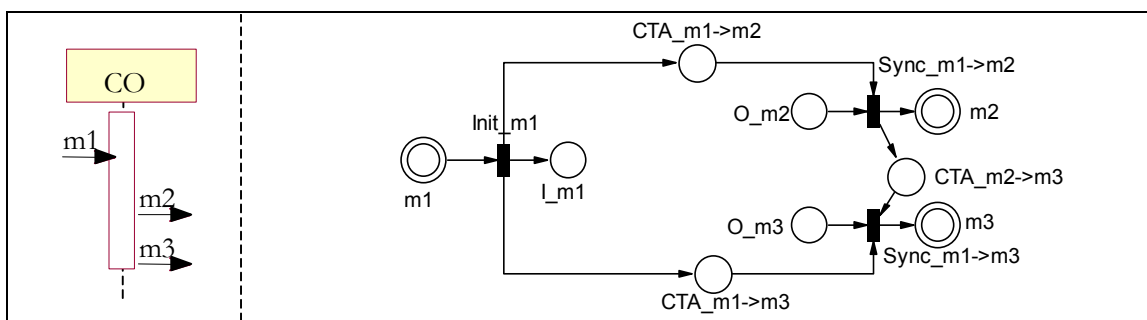 CO
m1
m2
m3
CTA_m1->m2
Sync_m1->m2
O_m2
m2
Init_m1
m1
I_m1
CTA_m2->m3
O_m3
m3
Sync_m1->m3
CTA_m1->m3